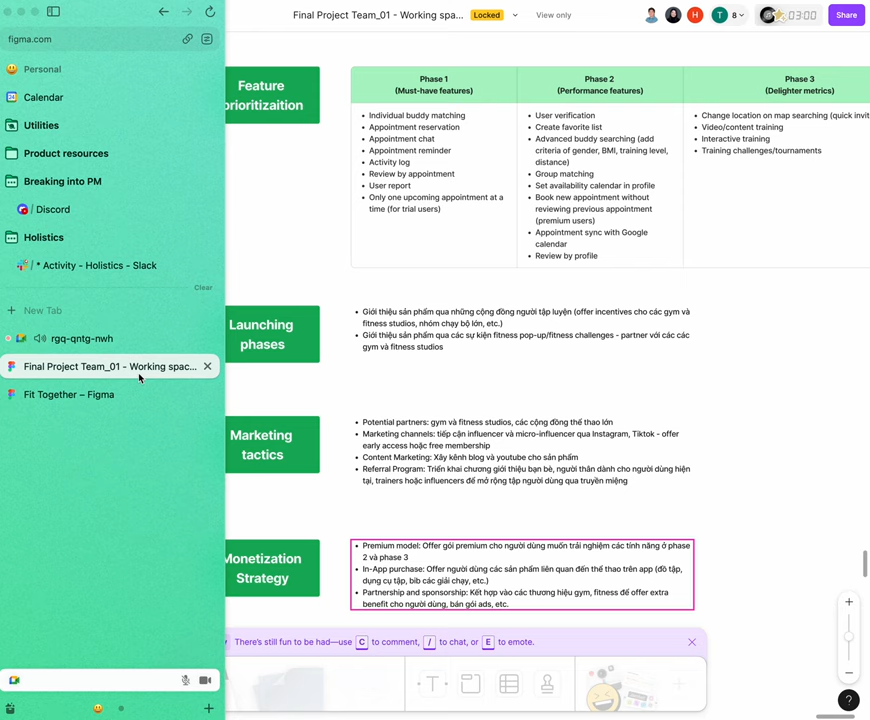 figma.com
Personal
Calendar
Utilities
Product resources
Breaking into PM
/ Discord
Holistics
/ * Activity - Holistics - Slack
Clear
New Tab
rgq-qntg-nwh
Final Project Team_01 - Working spac...
Fit Together – Figma
Final Project Team_01 - Working spa...
Locked
View only
H
T
8
03:00
Share
Feature
prioritizaition
Phase 1
(Must-have features)
• Individual buddy matching
• Appointment reservation
• Appointment chat
• Appointment reminder
• Activity log
• Review by appointment
• User report
• Only one upcoming appointment at a
time (for trial users)
Phase 2
(Performance features)
• User verification
• Create favorite list
• Advanced buddy searching (add
criteria of gender, BMI, training level,
distance)
• Group matching
• Set availability calendar in profile
• Book new appointment without
reviewing previous appointment
(premium users)
• Appointment sync with Google
calendar
• Review by profile
Phase 3
(Delighter metrics)
• Change location on map searching (quick invit
• Video/content training
• Interactive training
• Training challenges/tournaments
Launching
phases
• Giới thiệu sản phẩm qua những cộng đồng người tập luyện (offer incentives cho các gym và
fitness studios, nhóm chạy bộ lớn, etc.)
• Giới thiệu sản phẩm qua các sự kiện fitness pop-up/fitness challenges - partner với các các
gym và fitness studios
Marketing
tactics
• Potential partners: gym và fitness studios, các cộng đồng thể thao lớn
• Marketing channels: tiếp cận influencer và micro-influencer qua Instagram, Tiktok - offer
early access hoặc free membership
• Content Marketing: Xây kênh blog và youtube cho sản phẩm
• Referral Program: Triển khai chương giới thiệu bạn bè, người thân dành cho người dùng hiện
tại, trainers hoặc influencers để mở rộng tập người dùng qua truyền miệng
Monetization
Strategy
• Premium model: Offer gói premium cho người dùng muốn trải nghiệm các tính năng ở phase
2 và phase 3
• In-App purchase: Offer người dùng các sản phẩm liên quan đến thể thao trên app (đồ tập,
dụng cụ tập, bib các giải chạy, etc.)
• Partnership and sponsorship: Kết hợp vào các thương hiệu gym, fitness để offer extra
benefit cho người dùng, bán gói ads, etc.
There's still fun to be had—use C to comment, / to chat, or E to emote.
T
?